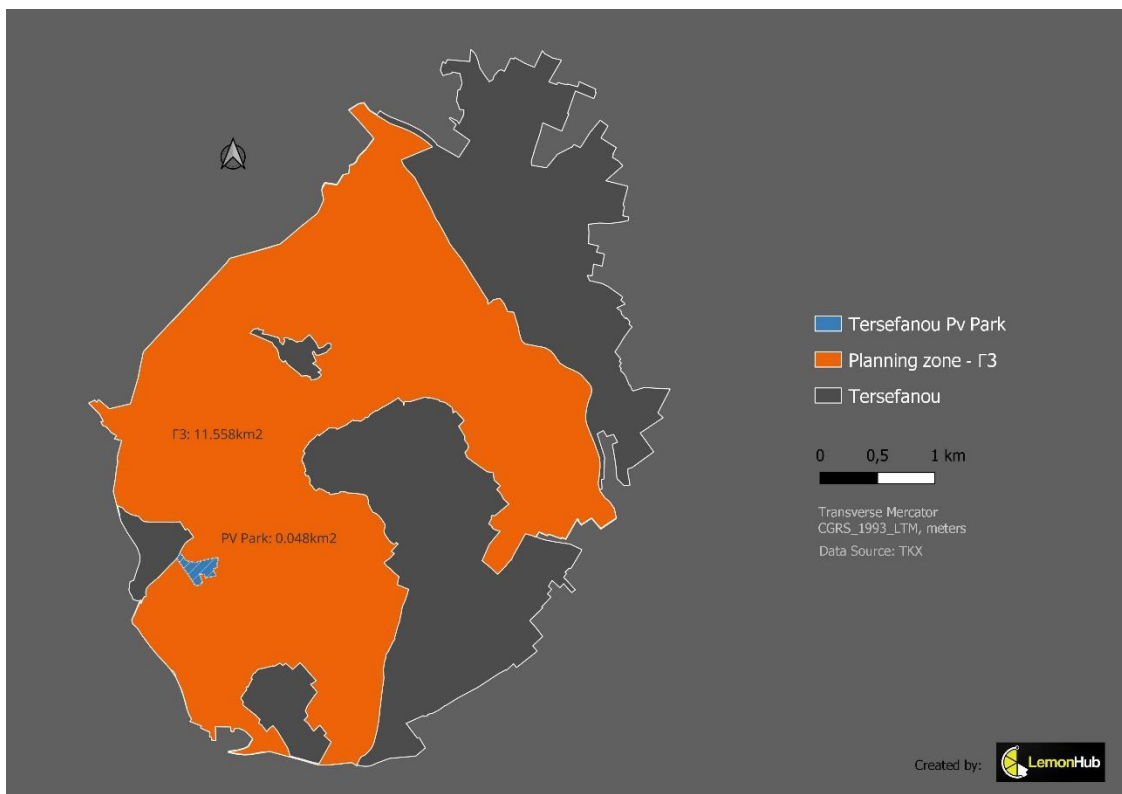 Tersefanou Pv Park
Planning zone - Γ3
Tersefanou
Γ3: 11.558km2
0 0,5 1 km
Transverse Mercator
CGRS_1993_LTM, meters
Data Source: TKX
PV Park: 0.048km2
Created by:
LemonHub